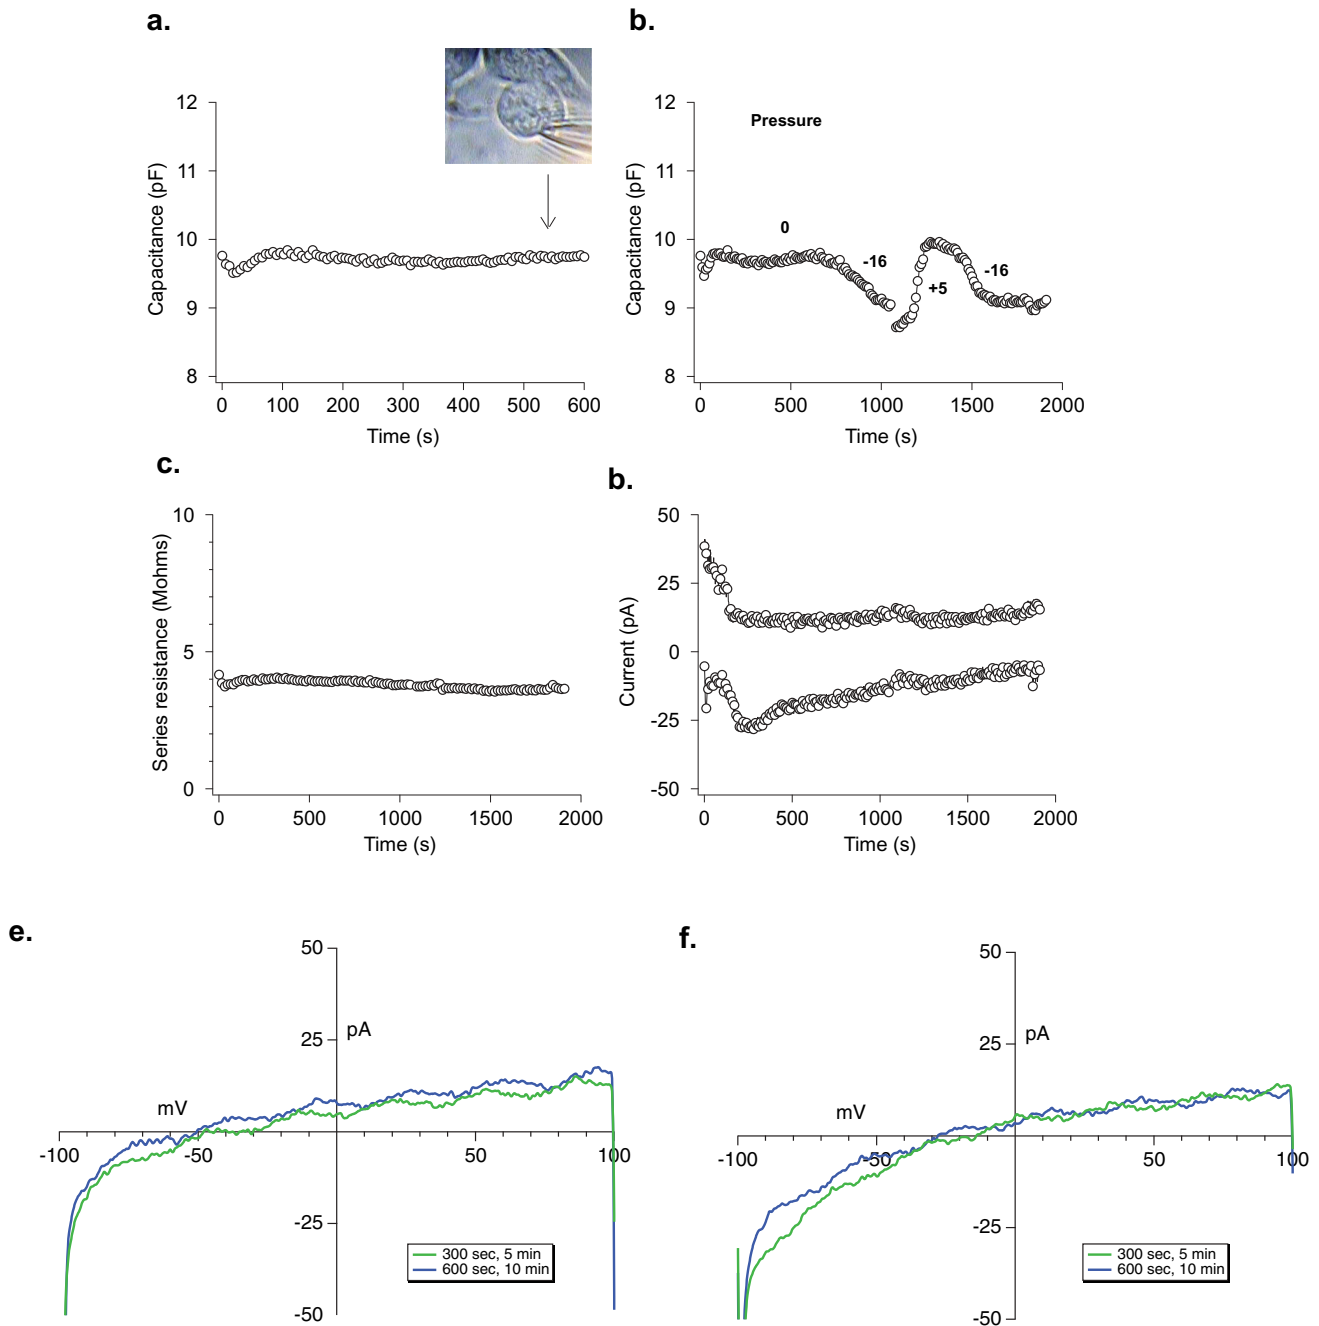 a.
12
11
10
9
8
Capacitance (pF)
0 100 200 300 400 500 600
Time (s)
b.
12
11
10
9
8
Capacitance (pF)
Pressure
0
-16
+5
-16
0 500 1000 1500 2000
Time (s)
c.
10
5
0
Series resistance (Mohms)
0 500 1000 1500 2000
Time (s)
b.
50
25
0
-25
-50
Current (pA)
0 500 1000 1500 2000
Time (s)
e.
50
pA
25
mV
-100 -50 50 100
-25
300 sec, 5 min
600 sec, 10 min
-50
f.
50
pA
25
mV
-100 -50 50 100
-25
300 sec, 5 min
600 sec, 10 min
-50